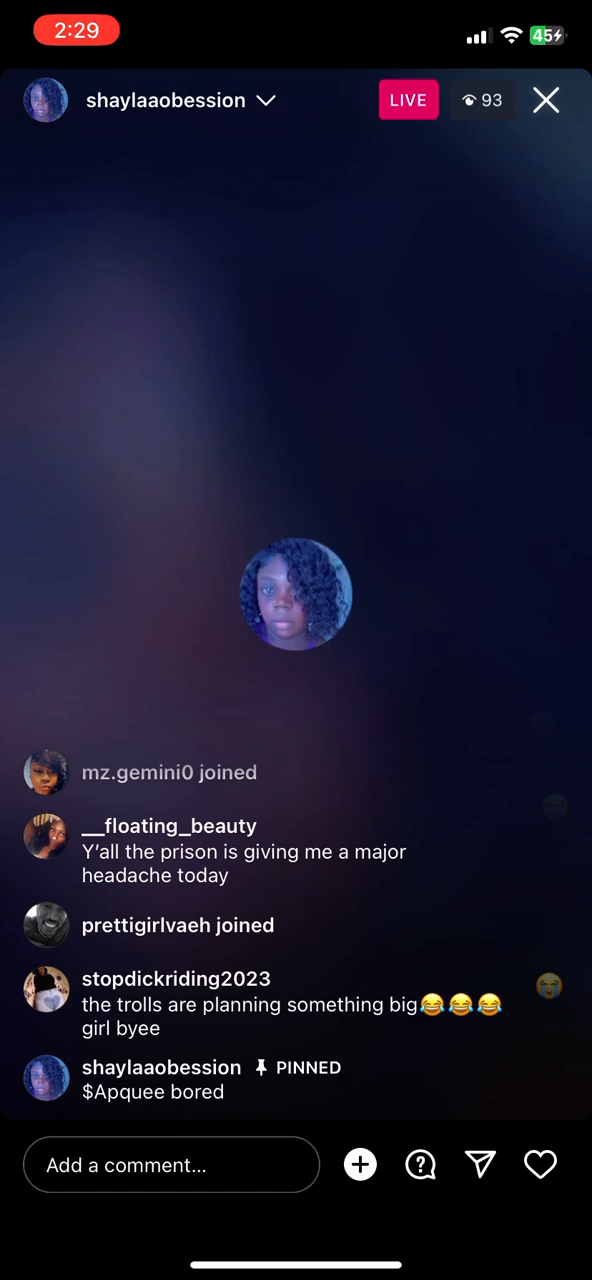 2:29
45
shaylaaobession
LIVE
93
mz.gemini0 joined
__floating_beauty
Y'all the prison is giving me a major
headache today
prettigirlvaeh joined
stopdickriding2023
the trolls are planning something big😂😂😂
girl byee
shaylaaobession PINNED
$Apquee bored
Add a comment...